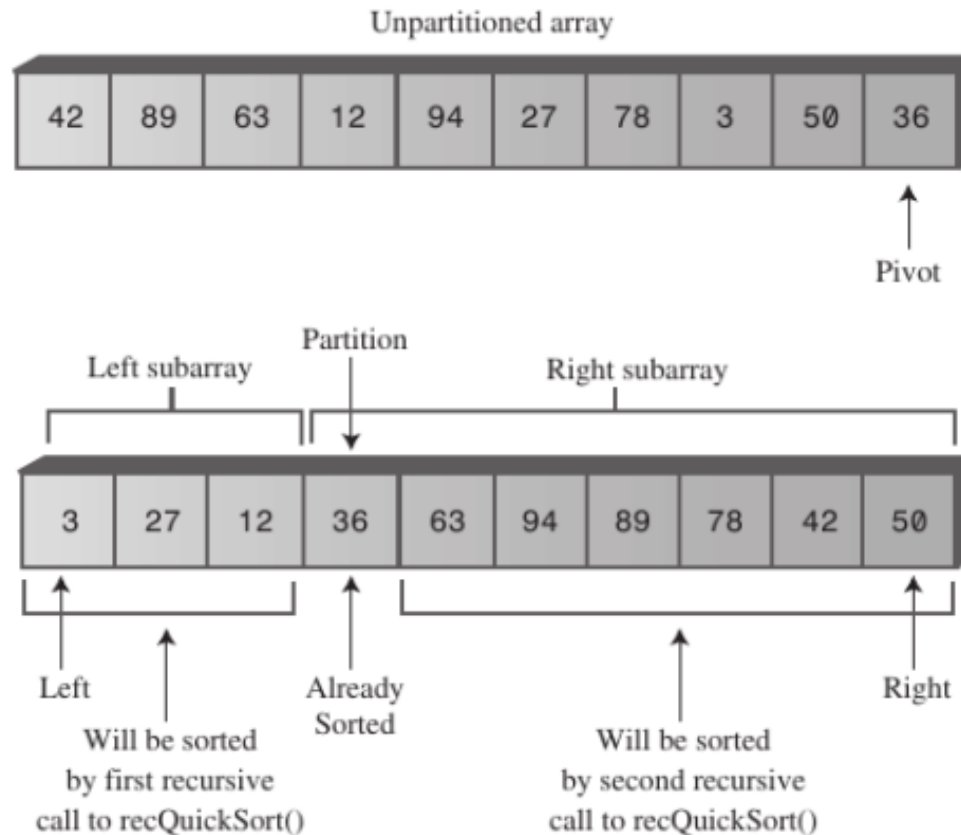 Unpartitioned array
42 89 63 12 94 27 78 3 50 36
Pivot
Partition
Left subarray Right subarray
3 27 12 36 63 94 89 78 42 50
Left Already Right
Sorted
Will be sorted Will be sorted
by first recursive by second recursive
call to recQuickSort() call to recQuickSort()